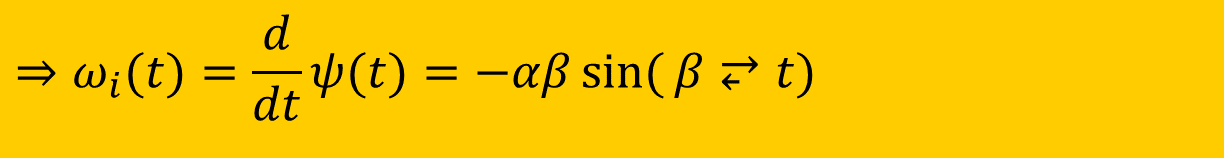 ⇒ ωᵢ(t) = d/dt ψ(t) = −αβ sin( β ⇄ t)